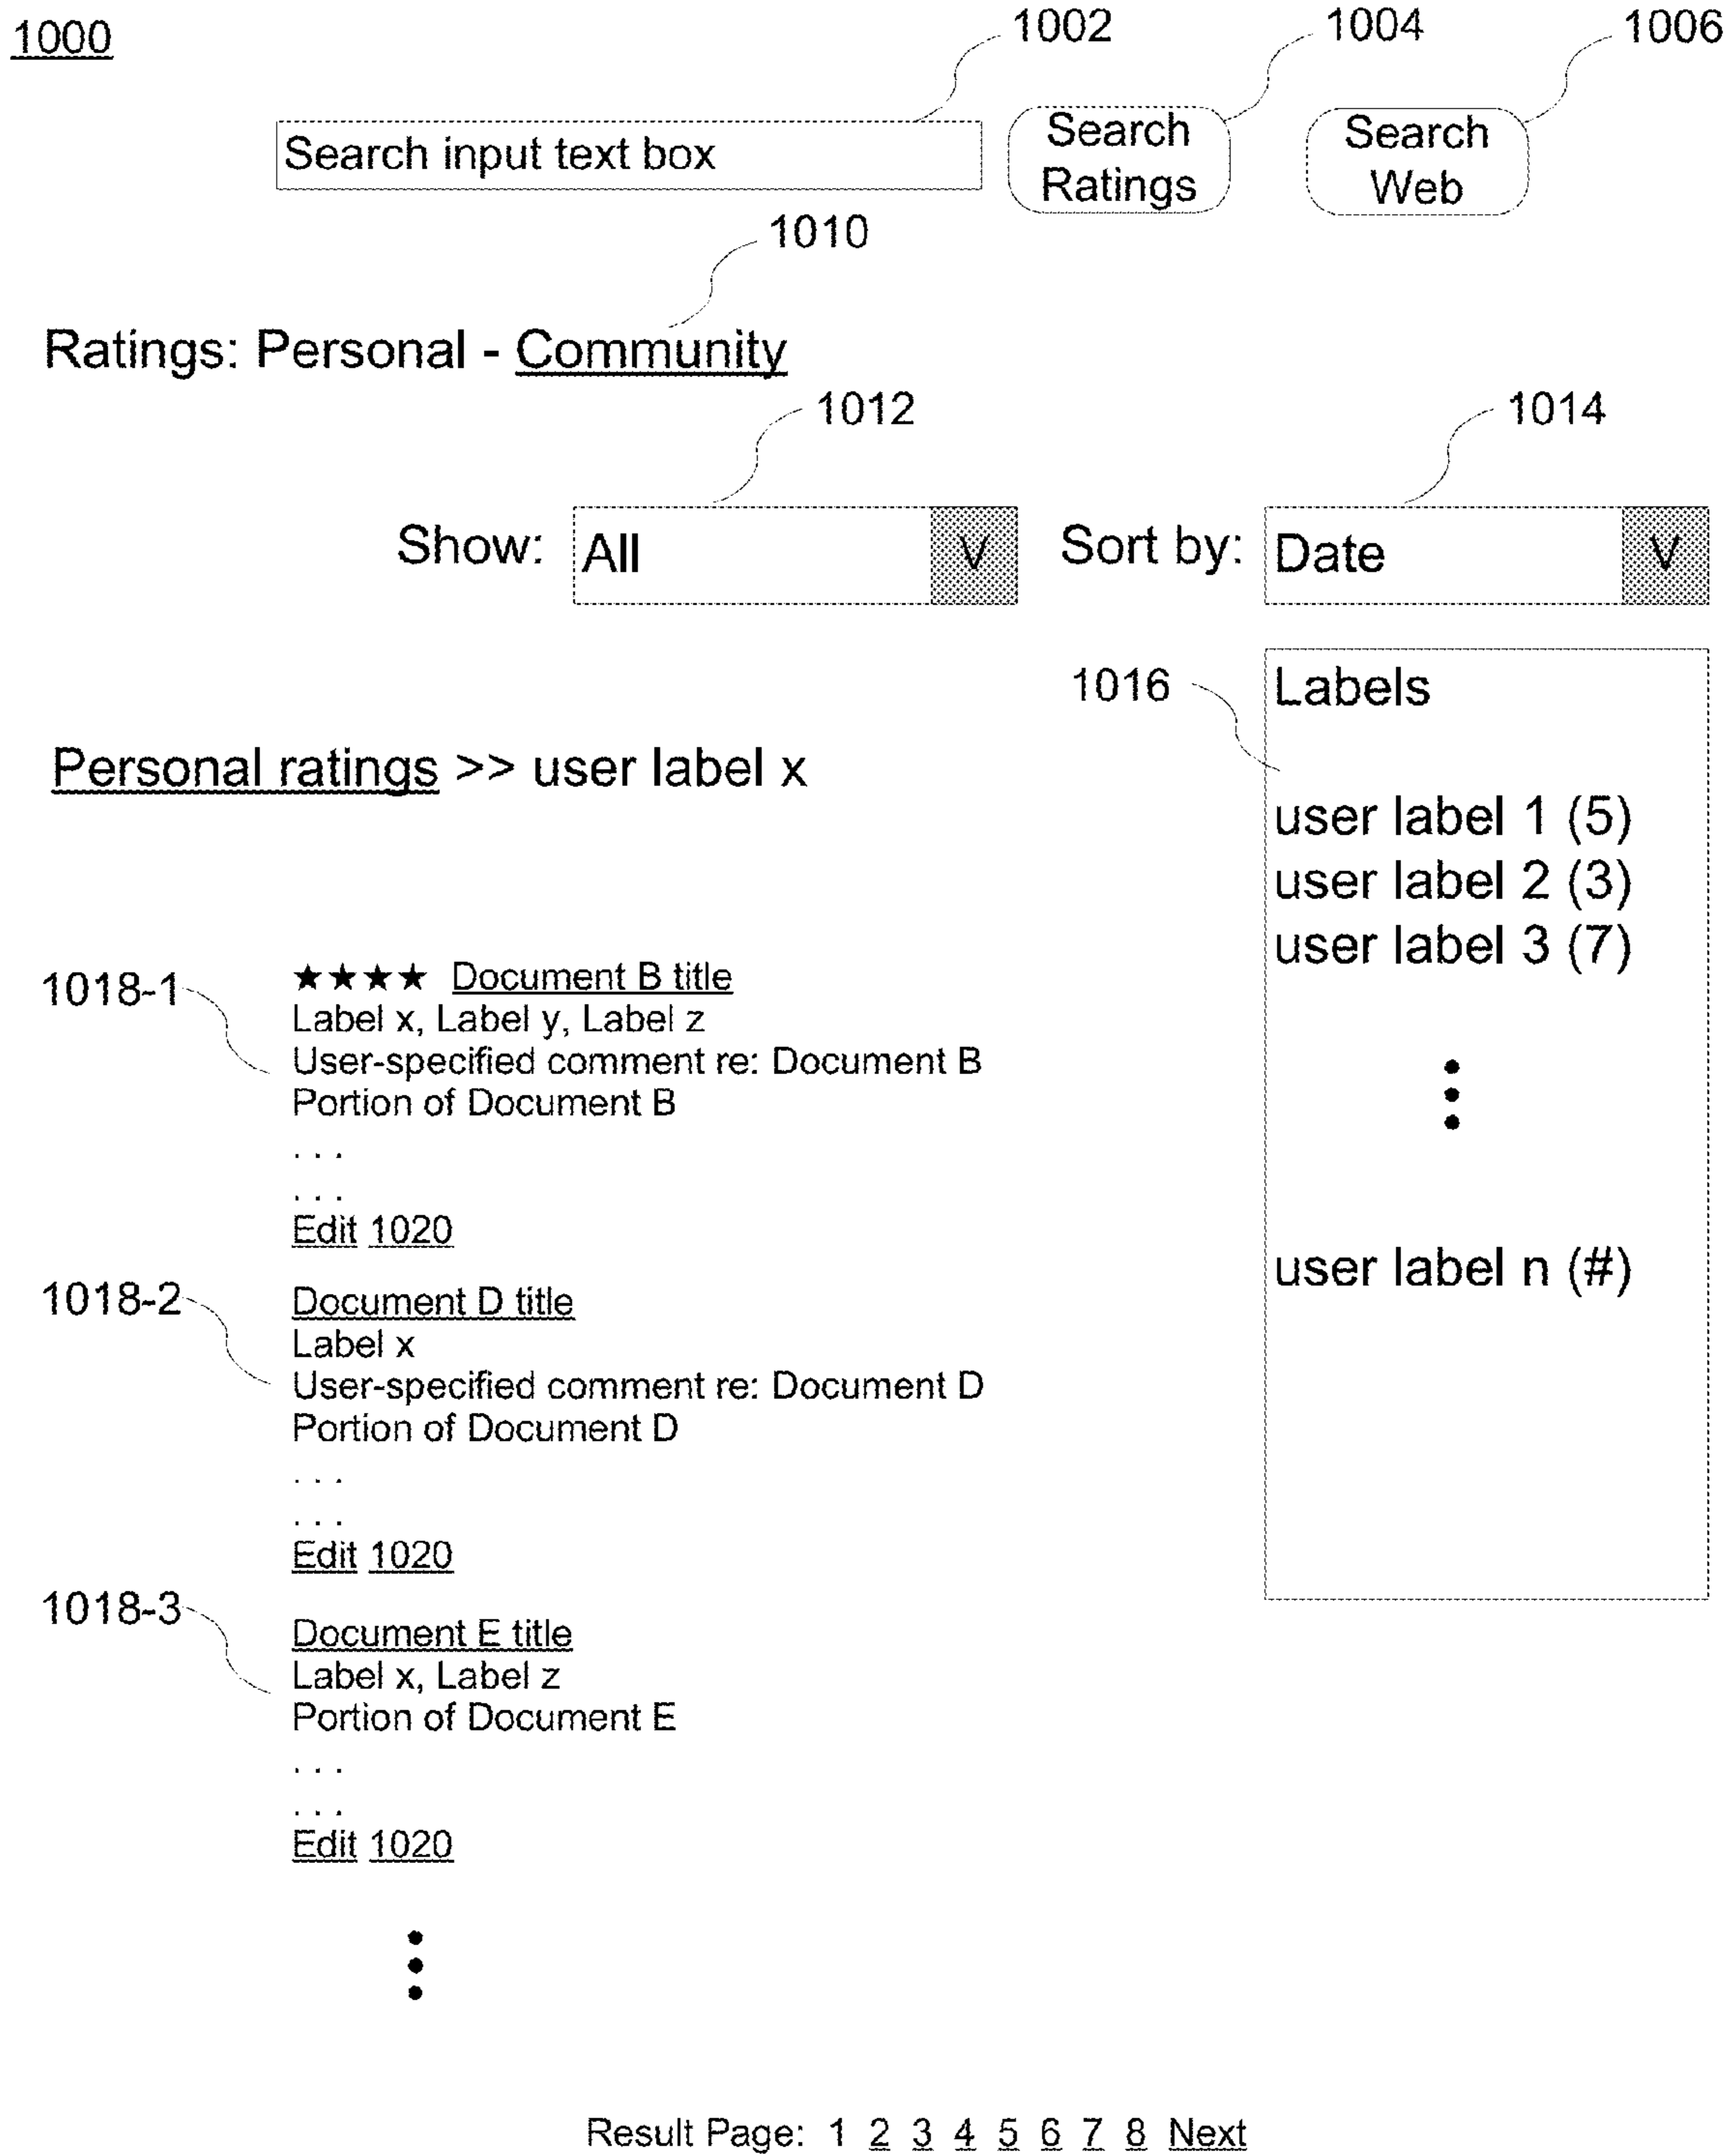 1000
1002
1004
1006
Search input text box
Search
Ratings
Search
Web
1010
Ratings: Personal - Community
1012
1014
Show: All V
Sort by: Date V
1016
Labels
Personal ratings >> user label x
user label 1 (5)
user label 2 (3)
user label 3 (7)
user label n (#)
1018-1
★★★★ Document B title
Label x, Label y, Label z
User-specified comment re: Document B
Portion of Document B
. . .
. . .
Edit 1020
1018-2
Document D title
Label x
User-specified comment re: Document D
Portion of Document D
. . .
. . .
Edit 1020
1018-3
Document E title
Label x, Label z
Portion of Document E
. . .
. . .
Edit 1020
Result Page: 1 2 3 4 5 6 7 8 Next